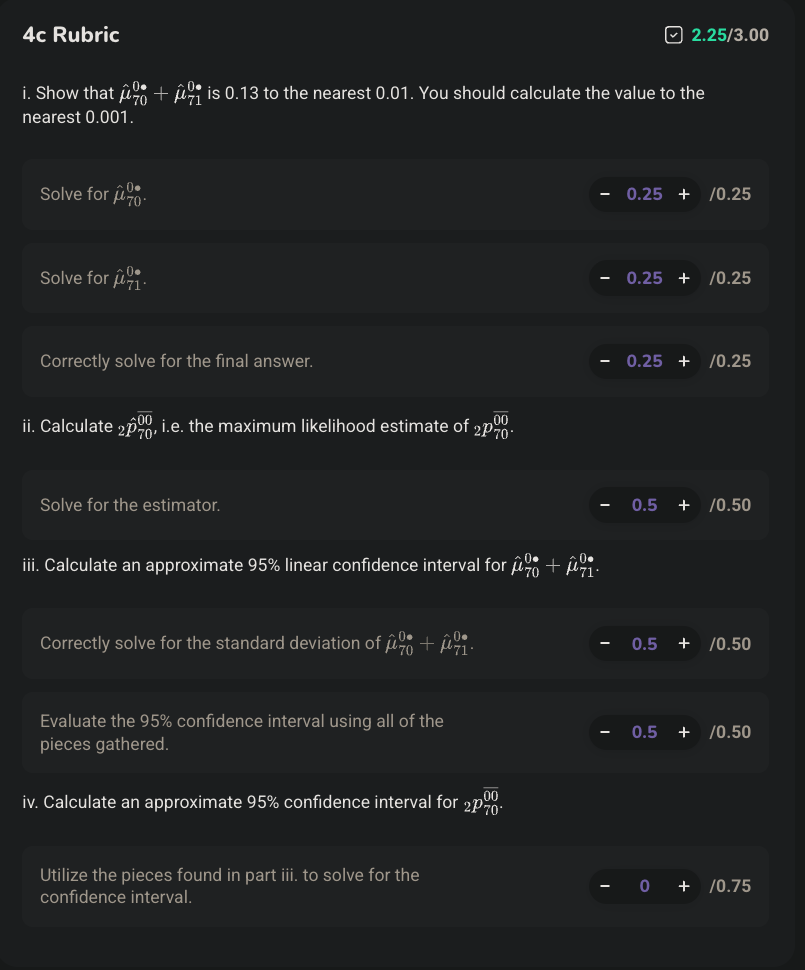 4c Rubric 2.25/3.00
i. Show that $\hat{\mu}_{70}^{0\bullet} + \hat{\mu}_{71}^{0\bullet}$ is 0.13 to the nearest 0.01. You should calculate the value to the
nearest 0.001.
Solve for $\hat{\mu}_{70}^{0\bullet}$. − 0.25 + /0.25
Solve for $\hat{\mu}_{71}^{0\bullet}$. − 0.25 + /0.25
Correctly solve for the final answer. − 0.25 + /0.25
ii. Calculate ${}_{2}\hat{p}_{70}^{\overline{00}}$, i.e. the maximum likelihood estimate of ${}_{2}p_{70}^{\overline{00}}$.
Solve for the estimator. − 0.5 + /0.50
iii. Calculate an approximate 95% linear confidence interval for $\hat{\mu}_{70}^{0\bullet} + \hat{\mu}_{71}^{0\bullet}$.
Correctly solve for the standard deviation of $\hat{\mu}_{70}^{0\bullet} + \hat{\mu}_{71}^{0\bullet}$. − 0.5 + /0.50
Evaluate the 95% confidence interval using all of the
pieces gathered. − 0.5 + /0.50
iv. Calculate an approximate 95% confidence interval for ${}_{2}p_{70}^{\overline{00}}$.
Utilize the pieces found in part iii. to solve for the
confidence interval. − 0 + /0.75